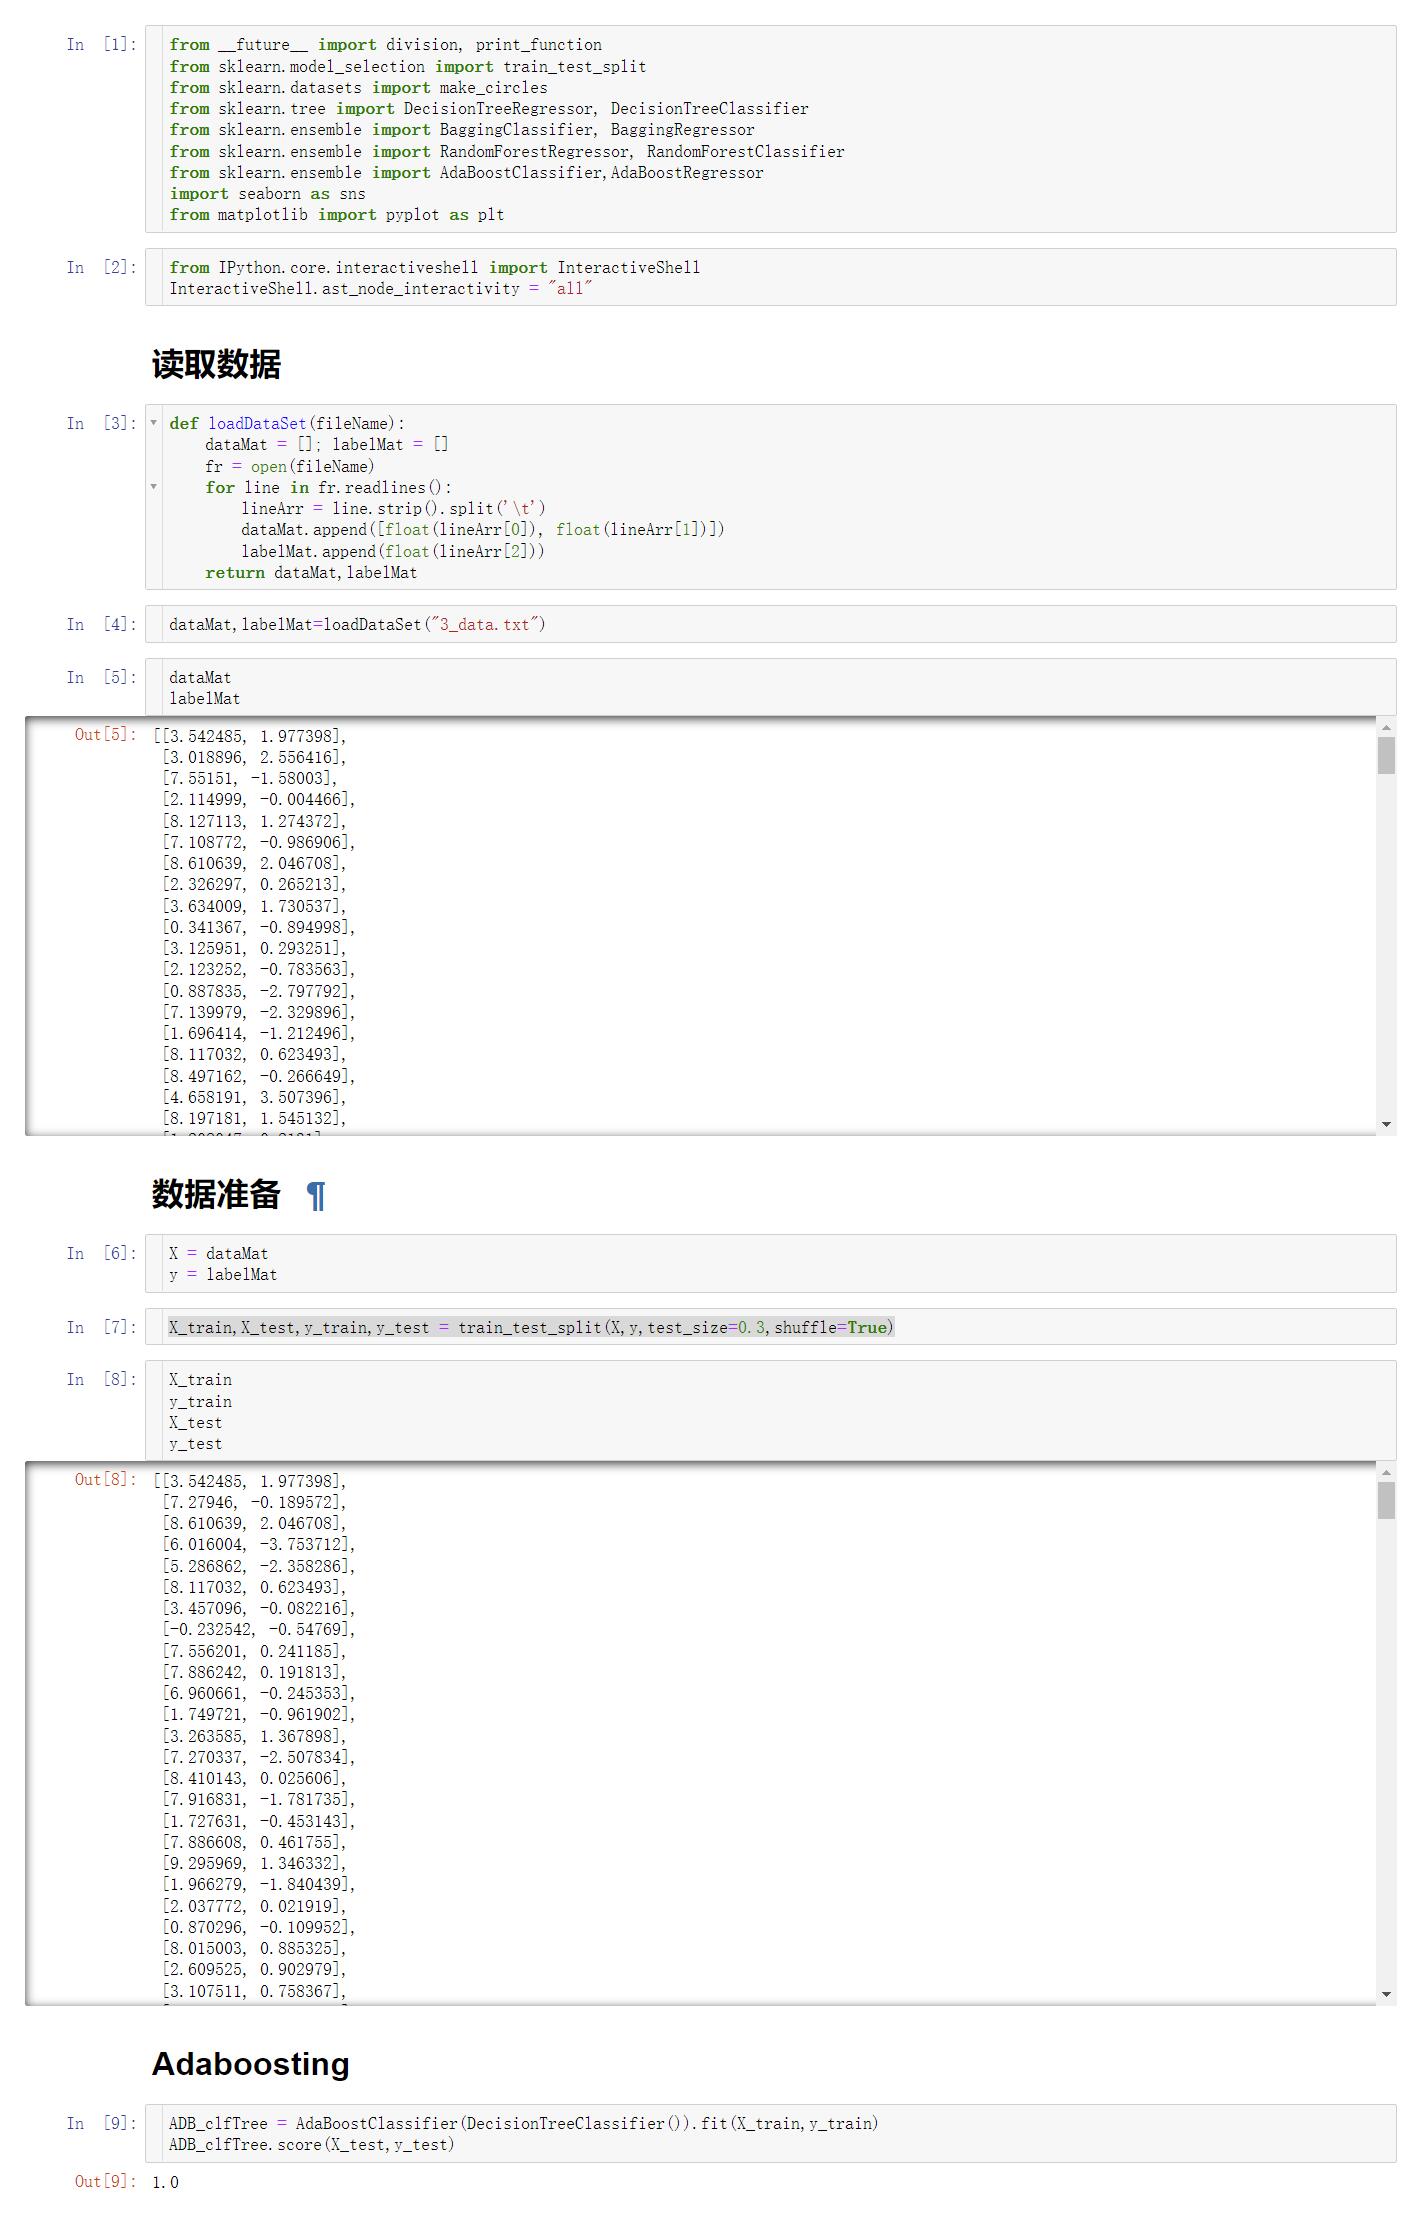 In [1]:
from __future__ import division, print_function
from sklearn.model_selection import train_test_split
from sklearn.datasets import make_circles
from sklearn.tree import DecisionTreeRegressor, DecisionTreeClassifier
from sklearn.ensemble import BaggingClassifier, BaggingRegressor
from sklearn.ensemble import RandomForestRegressor, RandomForestClassifier
from sklearn.ensemble import AdaBoostClassifier,AdaBoostRegressor
import seaborn as sns
from matplotlib import pyplot as plt
In [2]:
from IPython.core.interactiveshell import InteractiveShell
InteractiveShell.ast_node_interactivity = "all"
读取数据
In [3]:
def loadDataSet(fileName):
    dataMat = []; labelMat = []
    fr = open(fileName)
    for line in fr.readlines():
        lineArr = line.strip().split('\t')
        dataMat.append([float(lineArr[0]), float(lineArr[1])])
        labelMat.append(float(lineArr[2]))
    return dataMat,labelMat
In [4]:
dataMat,labelMat=loadDataSet("3_data.txt")
In [5]:
dataMat
labelMat
Out[5]:
[[3.542485, 1.977398],
[3.018896, 2.556416],
[7.55151, -1.58003],
[2.114999, -0.004466],
[8.127113, 1.274372],
[7.108772, -0.986906],
[8.610639, 2.046708],
[2.326297, 0.265213],
[3.634009, 1.730537],
[0.341367, -0.894998],
[3.125951, 0.293251],
[2.123252, -0.783563],
[0.887835, -2.797792],
[7.139979, -2.329896],
[1.696414, -1.212496],
[8.117032, 0.623493],
[8.497162, -0.266649],
[4.658191, 3.507396],
[8.197181, 1.545132],
数据准备 ¶
In [6]:
X = dataMat
y = labelMat
In [7]:
X_train,X_test,y_train,y_test = train_test_split(X,y,test_size=0.3,shuffle=True)
In [8]:
X_train
y_train
X_test
y_test
Out[8]:
[[3.542485, 1.977398],
[7.27946, -0.189572],
[8.610639, 2.046708],
[6.016004, -3.753712],
[5.286862, -2.358286],
[8.117032, 0.623493],
[3.457096, -0.082216],
[-0.232542, -0.54769],
[7.556201, 0.241185],
[7.886242, 0.191813],
[6.960661, -0.245353],
[1.749721, -0.961902],
[3.263585, 1.367898],
[7.270337, -2.507834],
[8.410143, 0.025606],
[7.916831, -1.781735],
[1.727631, -0.453143],
[7.886608, 0.461755],
[9.295969, 1.346332],
[1.966279, -1.840439],
[2.037772, 0.021919],
[0.870296, -0.109952],
[8.015003, 0.885325],
[2.609525, 0.902979],
[3.107511, 0.758367],
Adaboosting
In [9]:
ADB_clfTree = AdaBoostClassifier(DecisionTreeClassifier()).fit(X_train,y_train)
ADB_clfTree.score(X_test,y_test)
Out[9]:
1.0